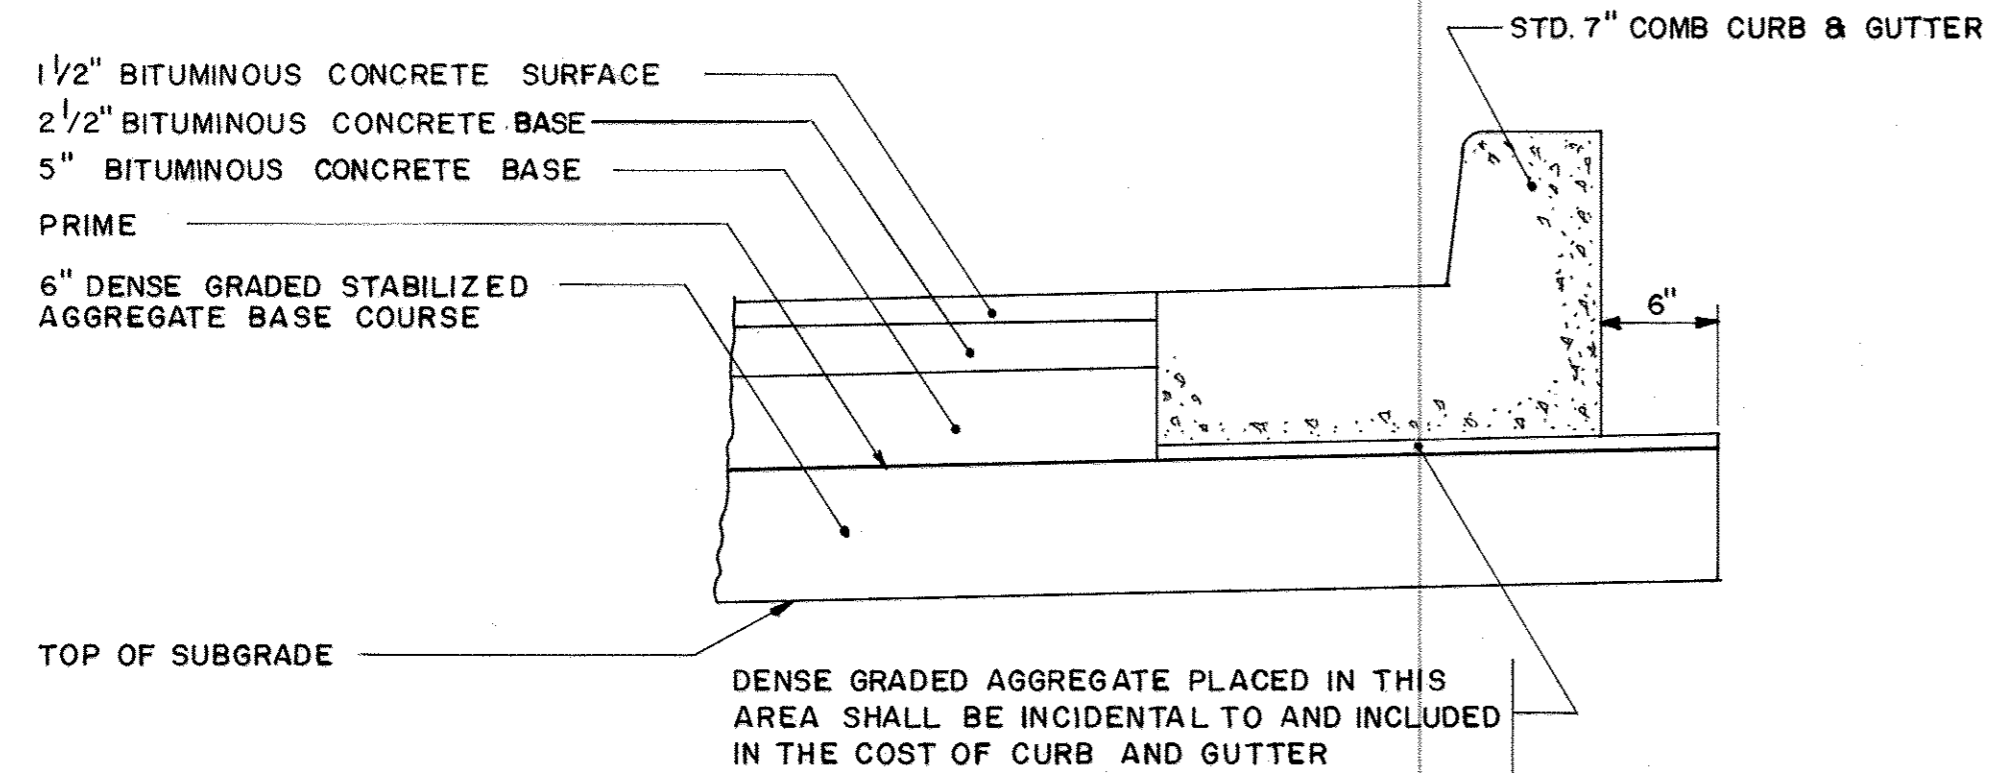 STD. 7" COMB CURB & GUTTER
1 1/2" BITUMINOUS CONCRETE SURFACE
2 1/2" BITUMINOUS CONCRETE BASE
5" BITUMINOUS CONCRETE BASE
PRIME
6" DENSE GRADED STABILIZED
AGGREGATE BASE COURSE
6"
TOP OF SUBGRADE
DENSE GRADED AGGREGATE PLACED IN THIS
AREA SHALL BE INCIDENTAL TO AND INCLUDED
IN THE COST OF CURB AND GUTTER